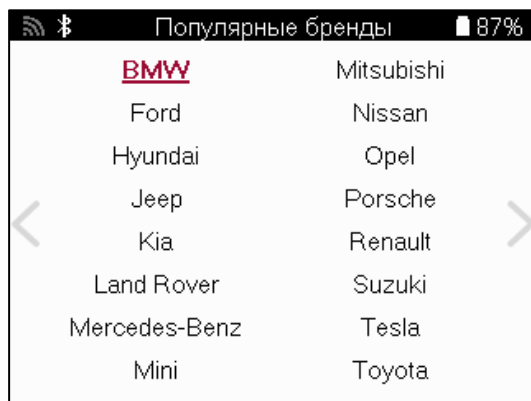 Популярные бренды 87%
BMW
Ford
Hyundai
Jeep
Kia
Land Rover
Mercedes-Benz
Mini
Mitsubishi
Nissan
Opel
Porsche
Renault
Suzuki
Tesla
Toyota